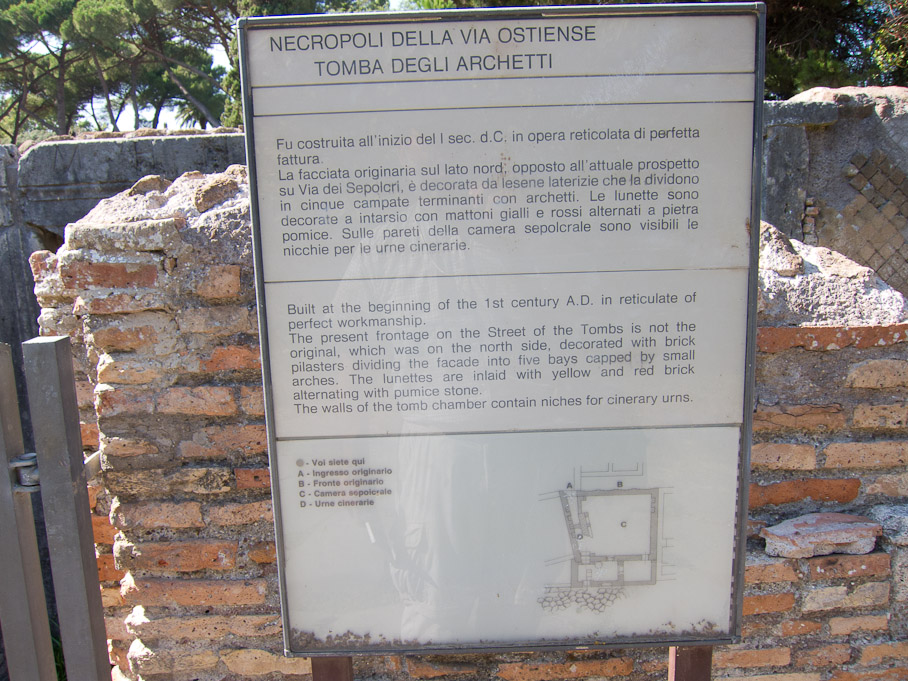 NECROPOLI DELLA VIA OSTIENSE
TOMBA DEGLI ARCHETTI
Fu costruita all'inizio del I sec. d.C. in opera reticolata di perfetta
fattura.
La facciata originaria sul lato nord, opposto all'attuale prospetto
su Via dei Sepolcri, è decorata da lesene laterizie che la dividono
in cinque campate terminanti con archetti. Le lunette sono
decorate a intarsio con mattoni gialli e rossi alternati a pietra
pomice. Sulle pareti della camera sepolcrale sono visibili le
nicchie per le urne cinerarie.
Built at the beginning of the 1st century A.D. in reticulate of
perfect workmanship.
The present frontage on the Street of the Tombs is not the
original, which was on the north side, decorated with brick
pilasters dividing the facade into five bays capped by small
arches. The lunettes are inlaid with yellow and red brick
alternating with pumice stone.
The walls of the tomb chamber contain niches for cinerary urns.
- Voi siete qui
A - Ingresso originario
B - Fronte originario
C - Camera sepolcrale
D - Urne cinerarie
A
B
C
D